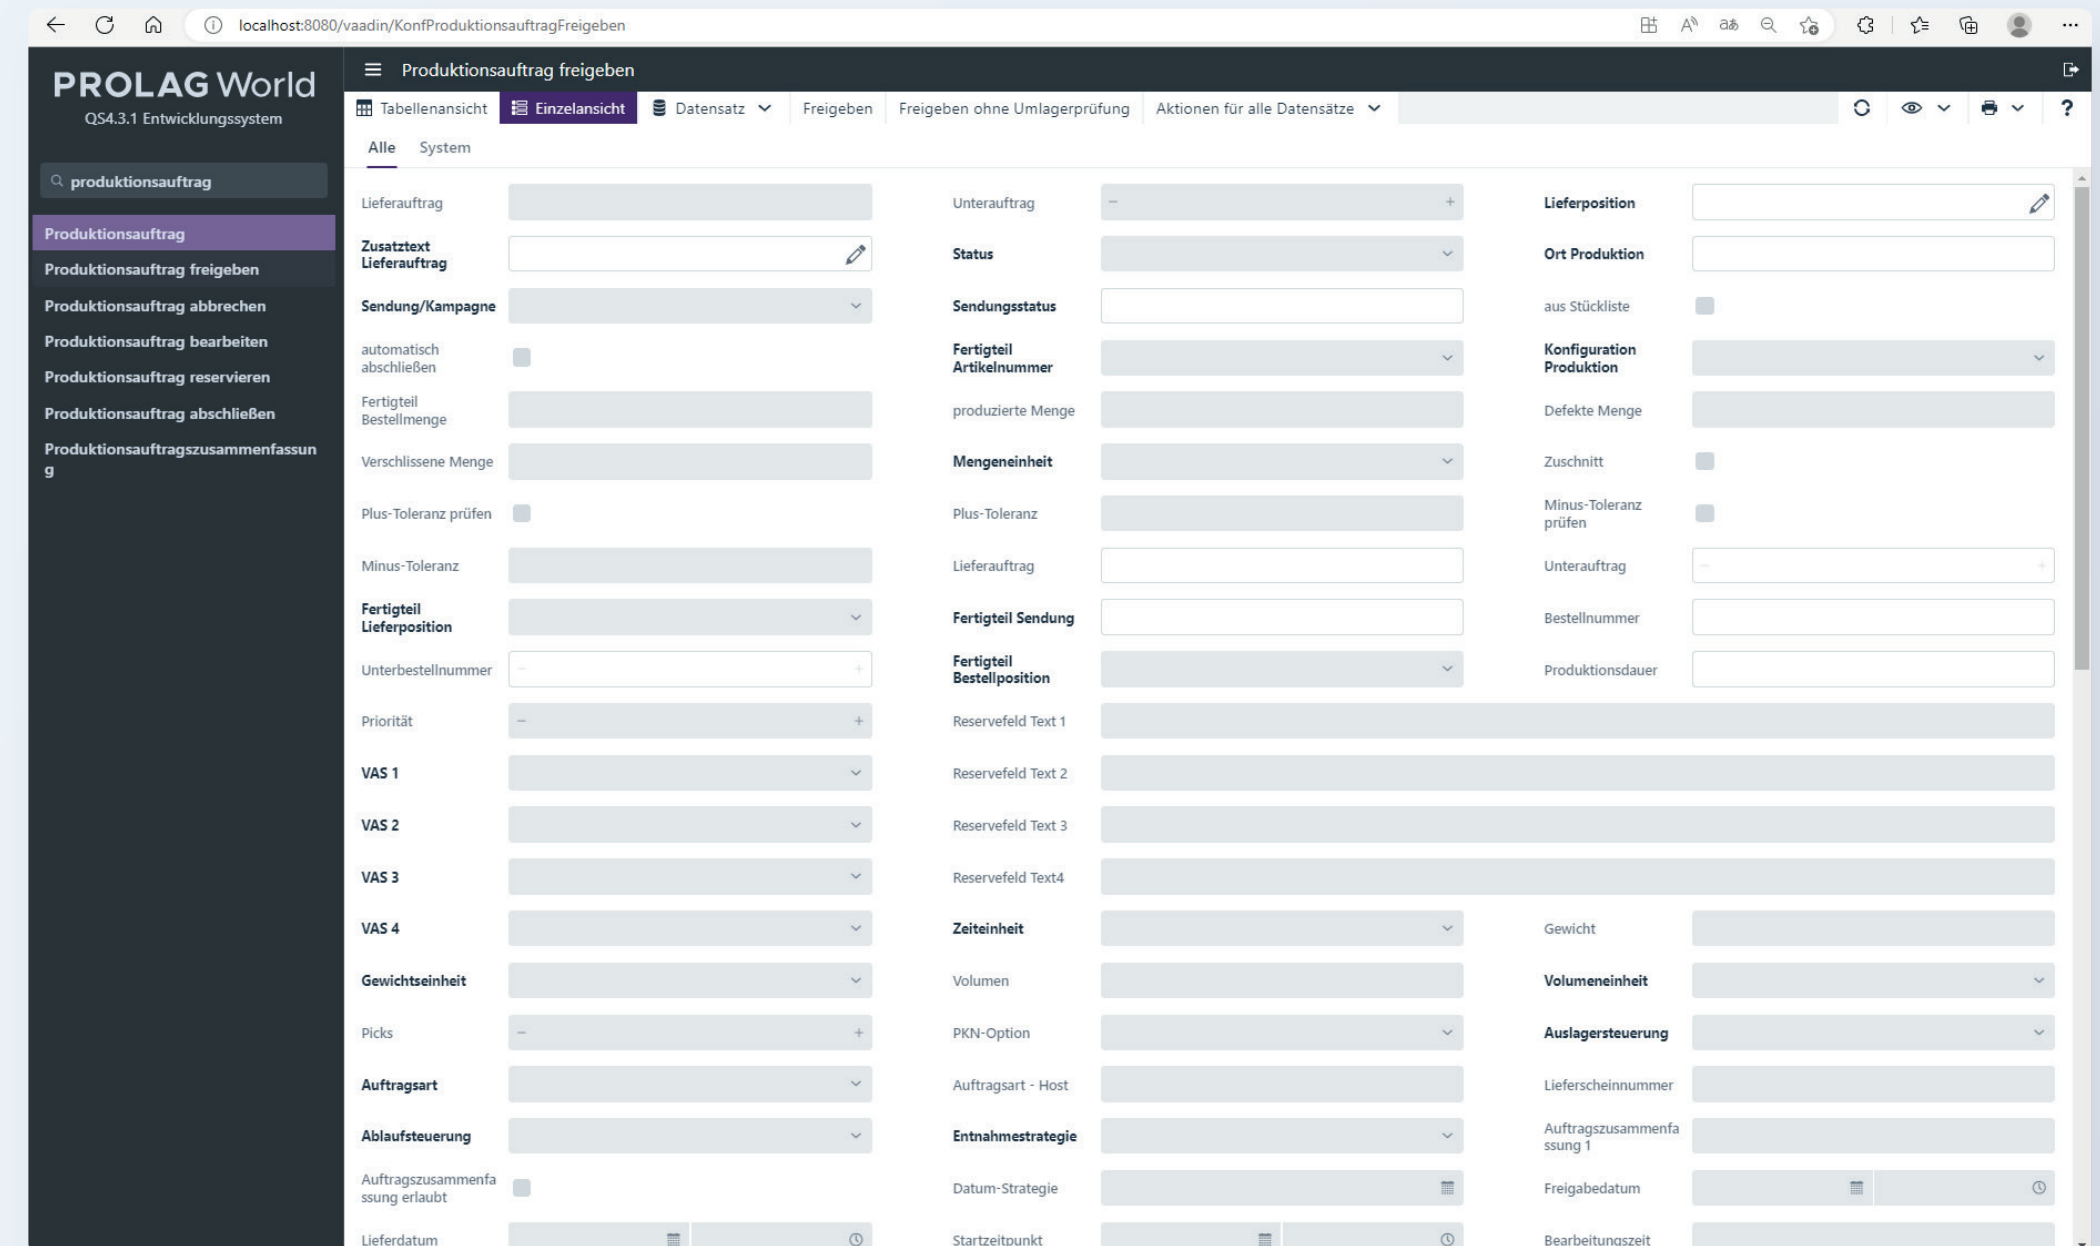 localhost:8080/vaadin/KonfProduktionsauftragFreigeben
PROLAG World
QS4.3.1 Entwicklungssystem
produktionsauftrag
Produktionsauftrag
Produktionsauftrag freigeben
Produktionsauftrag abbrechen
Produktionsauftrag bearbeiten
Produktionsauftrag reservieren
Produktionsauftrag abschließen
Produktionsauftragszusammenfassun
g
Produktionsauftrag freigeben
Tabellenansicht Einzelansicht Datensatz Freigeben Freigeben ohne Umlagerprüfung Aktionen für alle Datensätze ?
Alle System
Lieferauftrag Unterauftrag − + Lieferposition
Zusatztext
Lieferauftrag
Status Ort Produktion
Sendung/Kampagne Sendungsstatus aus Stückliste
automatisch
abschließen
Fertigteil
Artikelnummer
Konfiguration
Produktion
Fertigteil
Bestellmenge
produzierte Menge Defekte Menge
Verschlissene Menge Mengeneinheit Zuschnitt
Plus-Toleranz prüfen Plus-Toleranz
Minus-Toleranz
prüfen
Minus-Toleranz Lieferauftrag Unterauftrag − +
Fertigteil
Lieferposition
Fertigteil Sendung Bestellnummer
Unterbestellnummer − +
Fertigteil
Bestellposition
Produktionsdauer
Priorität − + Reservefeld Text 1
VAS 1 Reservefeld Text 2
VAS 2 Reservefeld Text 3
VAS 3 Reservefeld Text4
VAS 4 Zeiteinheit Gewicht
Gewichtseinheit Volumen Volumeneinheit
Picks − + PKN-Option Auslagersteuerung
Auftragsart Auftragsart - Host Lieferscheinnummer
Ablaufsteuerung Entnahmestrategie
Auftragszusammenfa
ssung 1
Auftragszusammenfa
ssung erlaubt
Datum-Strategie Freigabedatum
Lieferdatum Startzeitpunkt Bearbeitungszeit